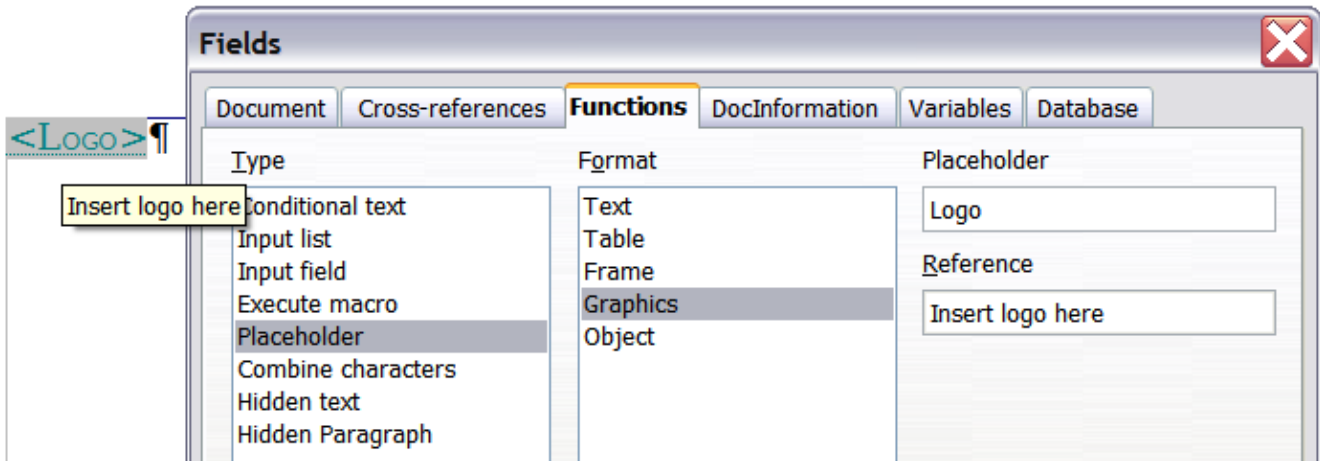 Fields
Document Cross-references Functions DocInformation Variables Database
<Logo>¶
Insert logo here
Type
Conditional text
Input list
Input field
Execute macro
Placeholder
Combine characters
Hidden text
Hidden Paragraph
Format
Text
Table
Frame
Graphics
Object
Placeholder
Logo
Reference
Insert logo here